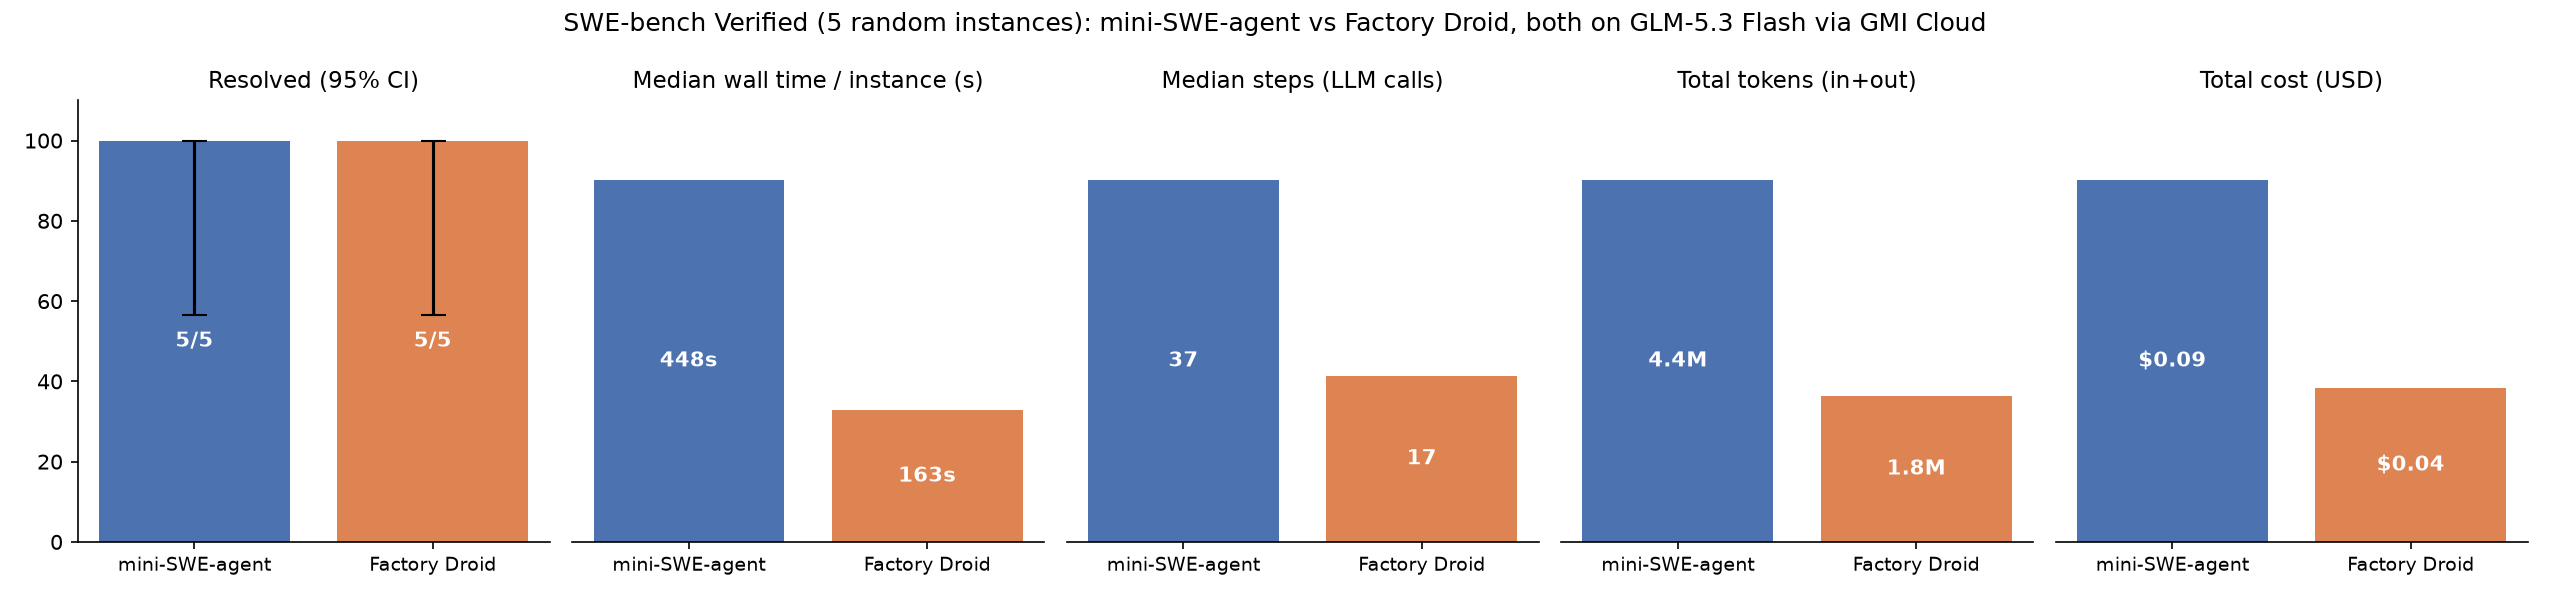 SWE-bench Verified (5 random instances): mini-SWE-agent vs Factory Droid, both on GLM-5.3 Flash via GMI Cloud
Resolved (95% CI)
100
80
60
40
20
0
5/5
5/5
mini-SWE-agent
Factory Droid
Median wall time / instance (s)
448s
163s
mini-SWE-agent
Factory Droid
Median steps (LLM calls)
37
17
mini-SWE-agent
Factory Droid
Total tokens (in+out)
4.4M
1.8M
mini-SWE-agent
Factory Droid
Total cost (USD)
$0.09
$0.04
mini-SWE-agent
Factory Droid